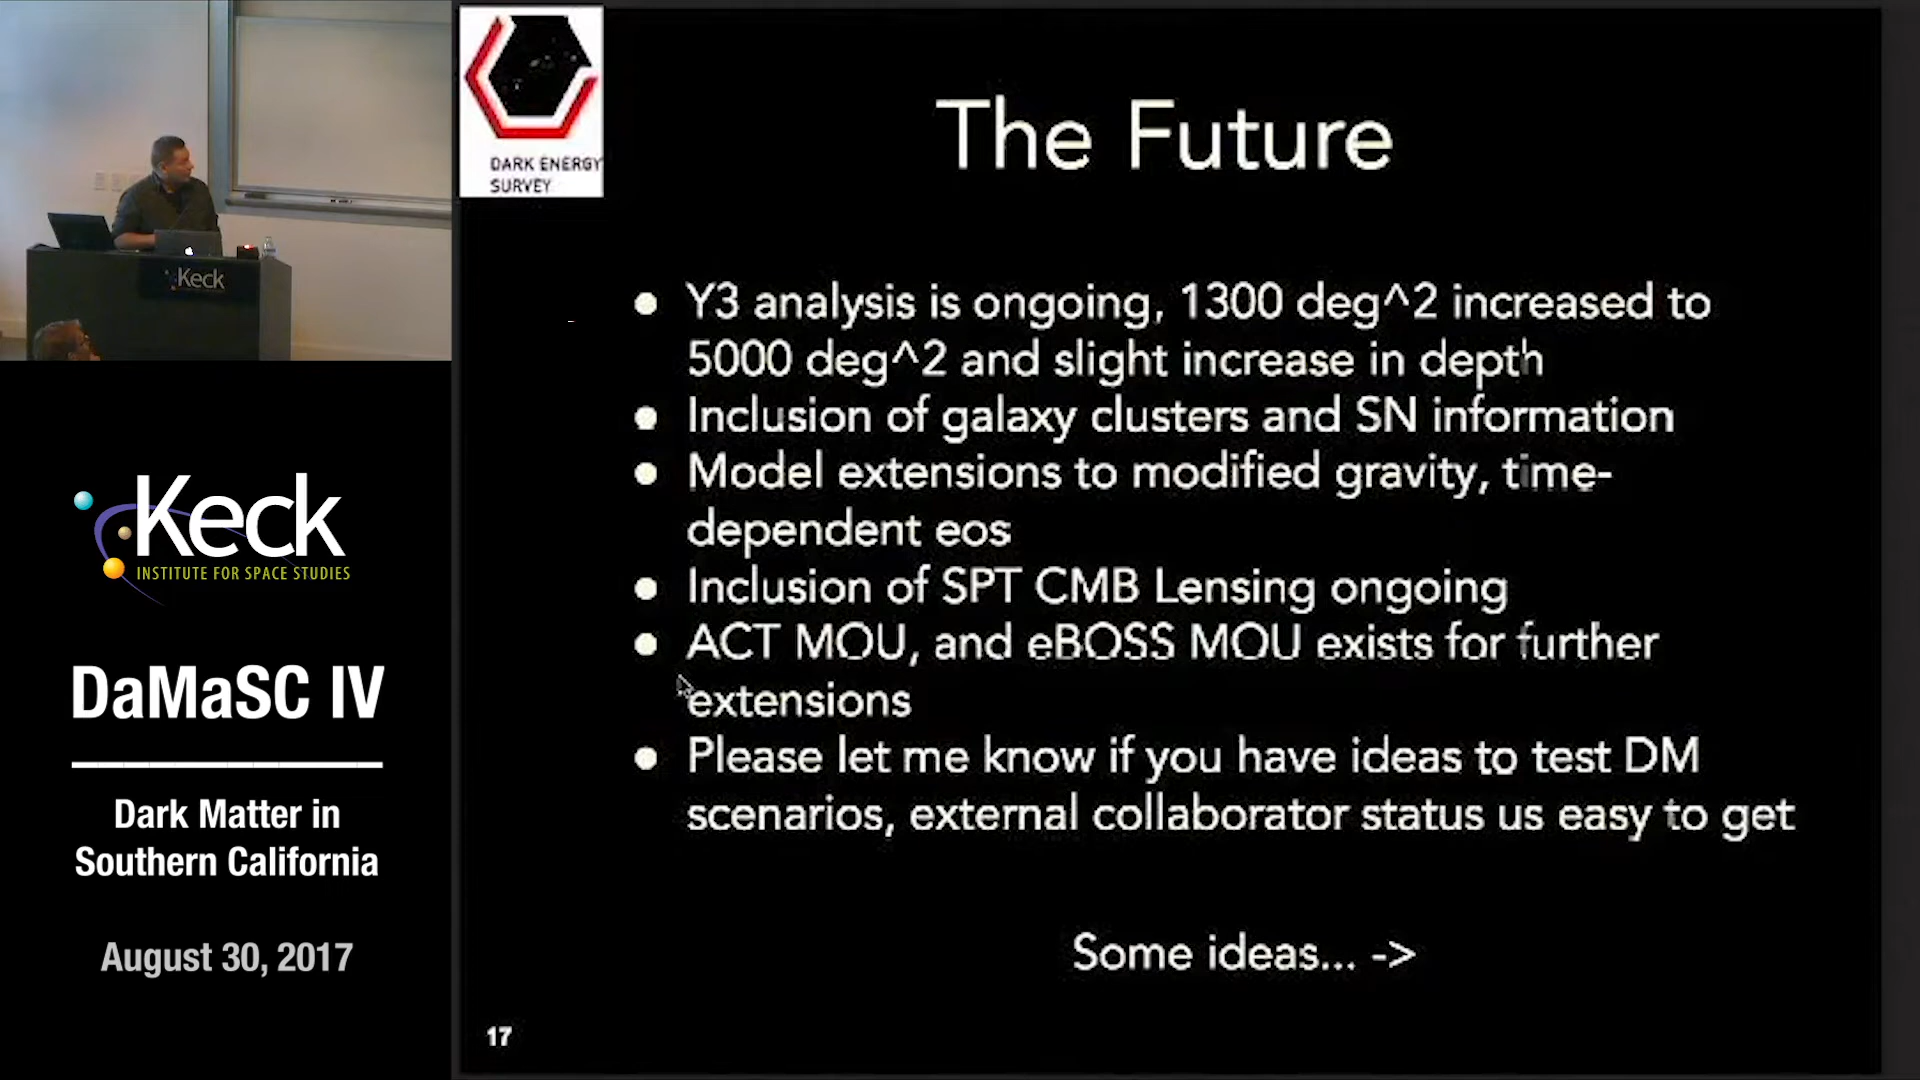 DARK ENERGY
SURVEY
The Future
Keck
• Y3 analysis is ongoing, 1300 deg^2 increased to
5000 deg^2 and slight increase in depth
• Inclusion of galaxy clusters and SN information
• Model extensions to modified gravity, time-
dependent eos
• Inclusion of SPT CMB Lensing ongoing
• ACT MOU, and eBOSS MOU exists for further
extensions
• Please let me know if you have ideas to test DM
scenarios, external collaborator status us easy to get
Some ideas... ->
17
Keck
INSTITUTE FOR SPACE STUDIES
DaMaSC IV
Dark Matter in
Southern California
August 30, 2017